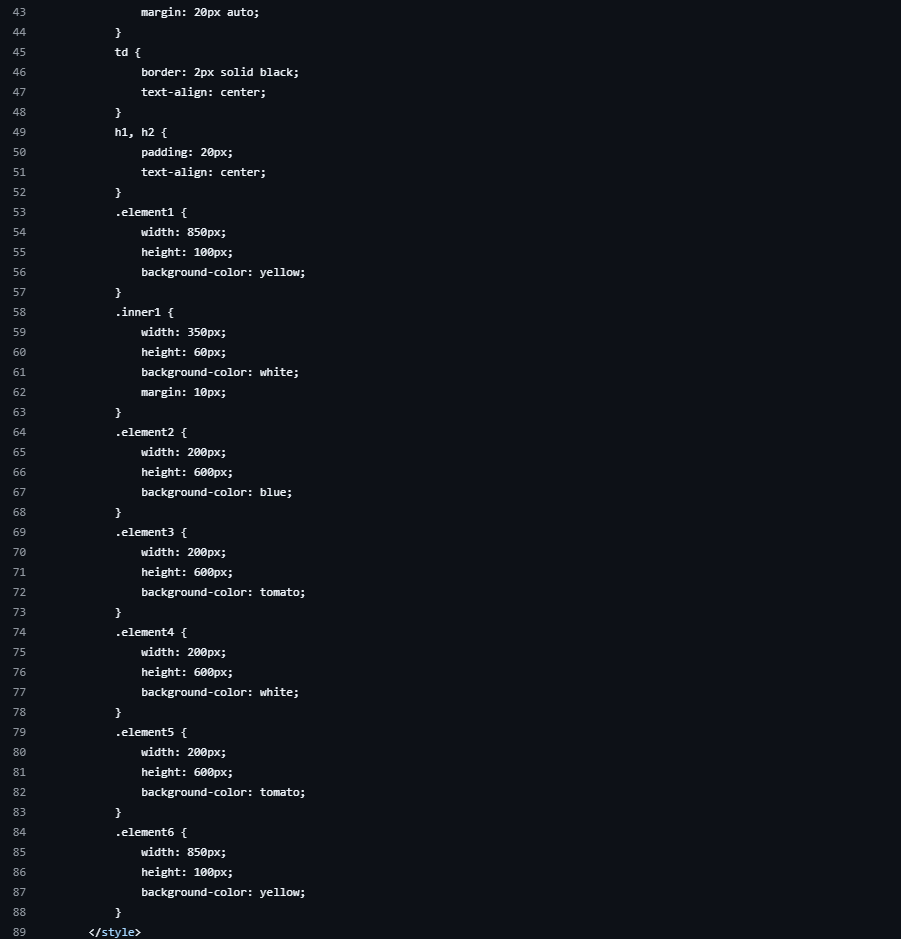 43 margin: 20px auto;
44 }
45 td {
46 border: 2px solid black;
47 text-align: center;
48 }
49 h1, h2 {
50 padding: 20px;
51 text-align: center;
52 }
53 .element1 {
54 width: 850px;
55 height: 100px;
56 background-color: yellow;
57 }
58 .inner1 {
59 width: 350px;
60 height: 60px;
61 background-color: white;
62 margin: 10px;
63 }
64 .element2 {
65 width: 200px;
66 height: 600px;
67 background-color: blue;
68 }
69 .element3 {
70 width: 200px;
71 height: 600px;
72 background-color: tomato;
73 }
74 .element4 {
75 width: 200px;
76 height: 600px;
77 background-color: white;
78 }
79 .element5 {
80 width: 200px;
81 height: 600px;
82 background-color: tomato;
83 }
84 .element6 {
85 width: 850px;
86 height: 100px;
87 background-color: yellow;
88 }
89 </style>